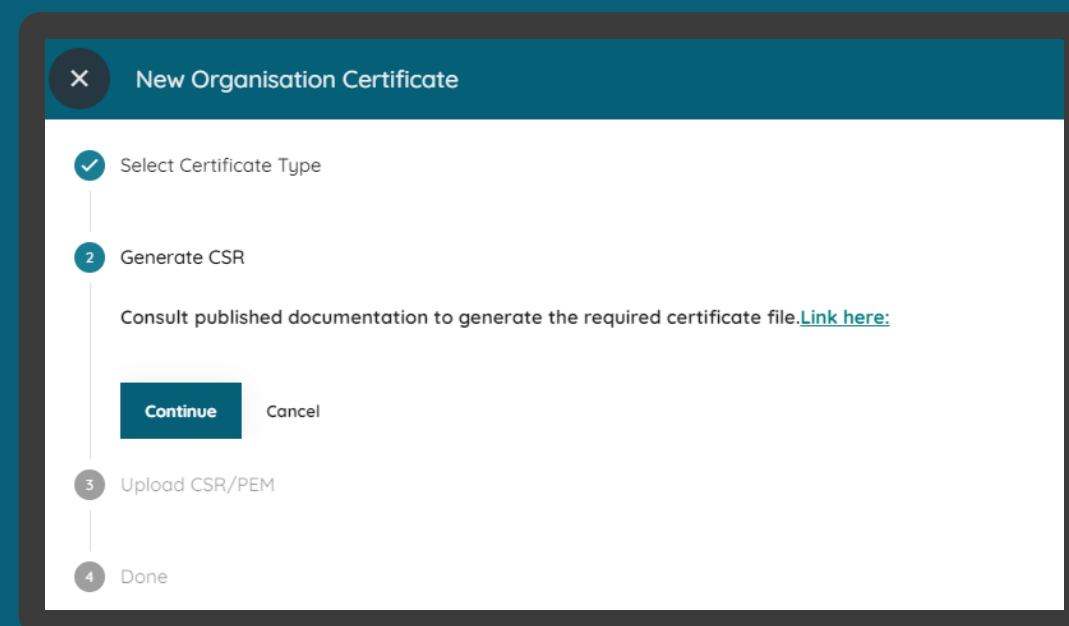 New Organisation Certificate
Select Certificate Type
2 Generate CSR
Consult published documentation to generate the required certificate file.Link here:
Continue Cancel
3 Upload CSR/PEM
4 Done